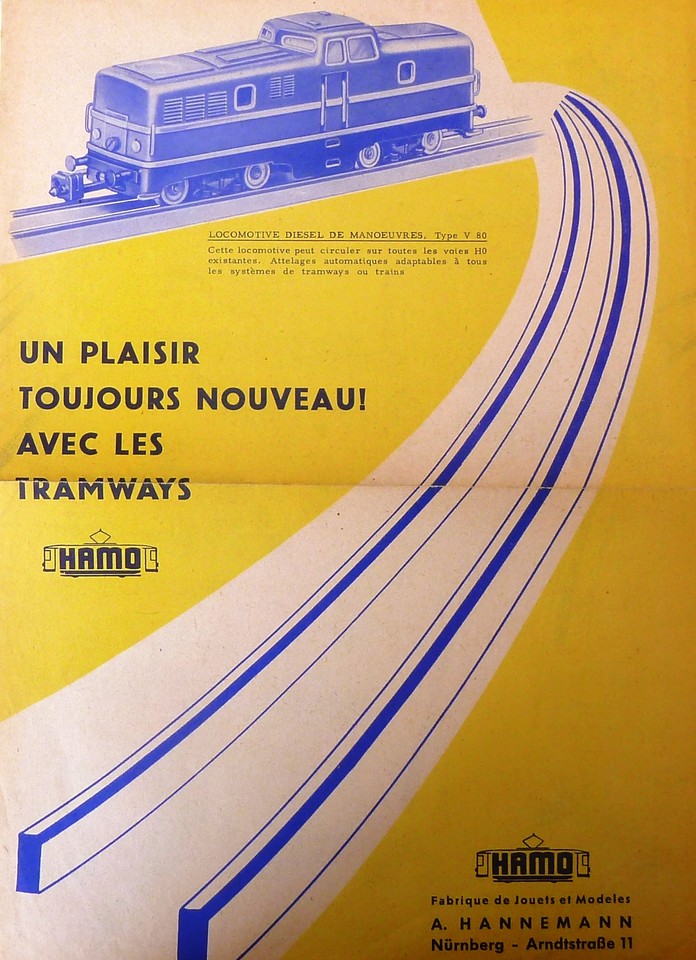 LOCOMOTIVE DIESEL DE MANOEUVRES. Type V 80
Cette locomotive peut circuler sur toutes les voies H0
existantes. Attelages automatiques adaptables à tous
les systèmes de tramways ou trains
UN PLAISIR
TOUJOURS NOUVEAU!
AVEC LES
TRAMWAYS
HAMO
HAMO
Fabrique de Jouets et Modeles
A. HANNEMANN
Nürnberg - Arndtstraße 11